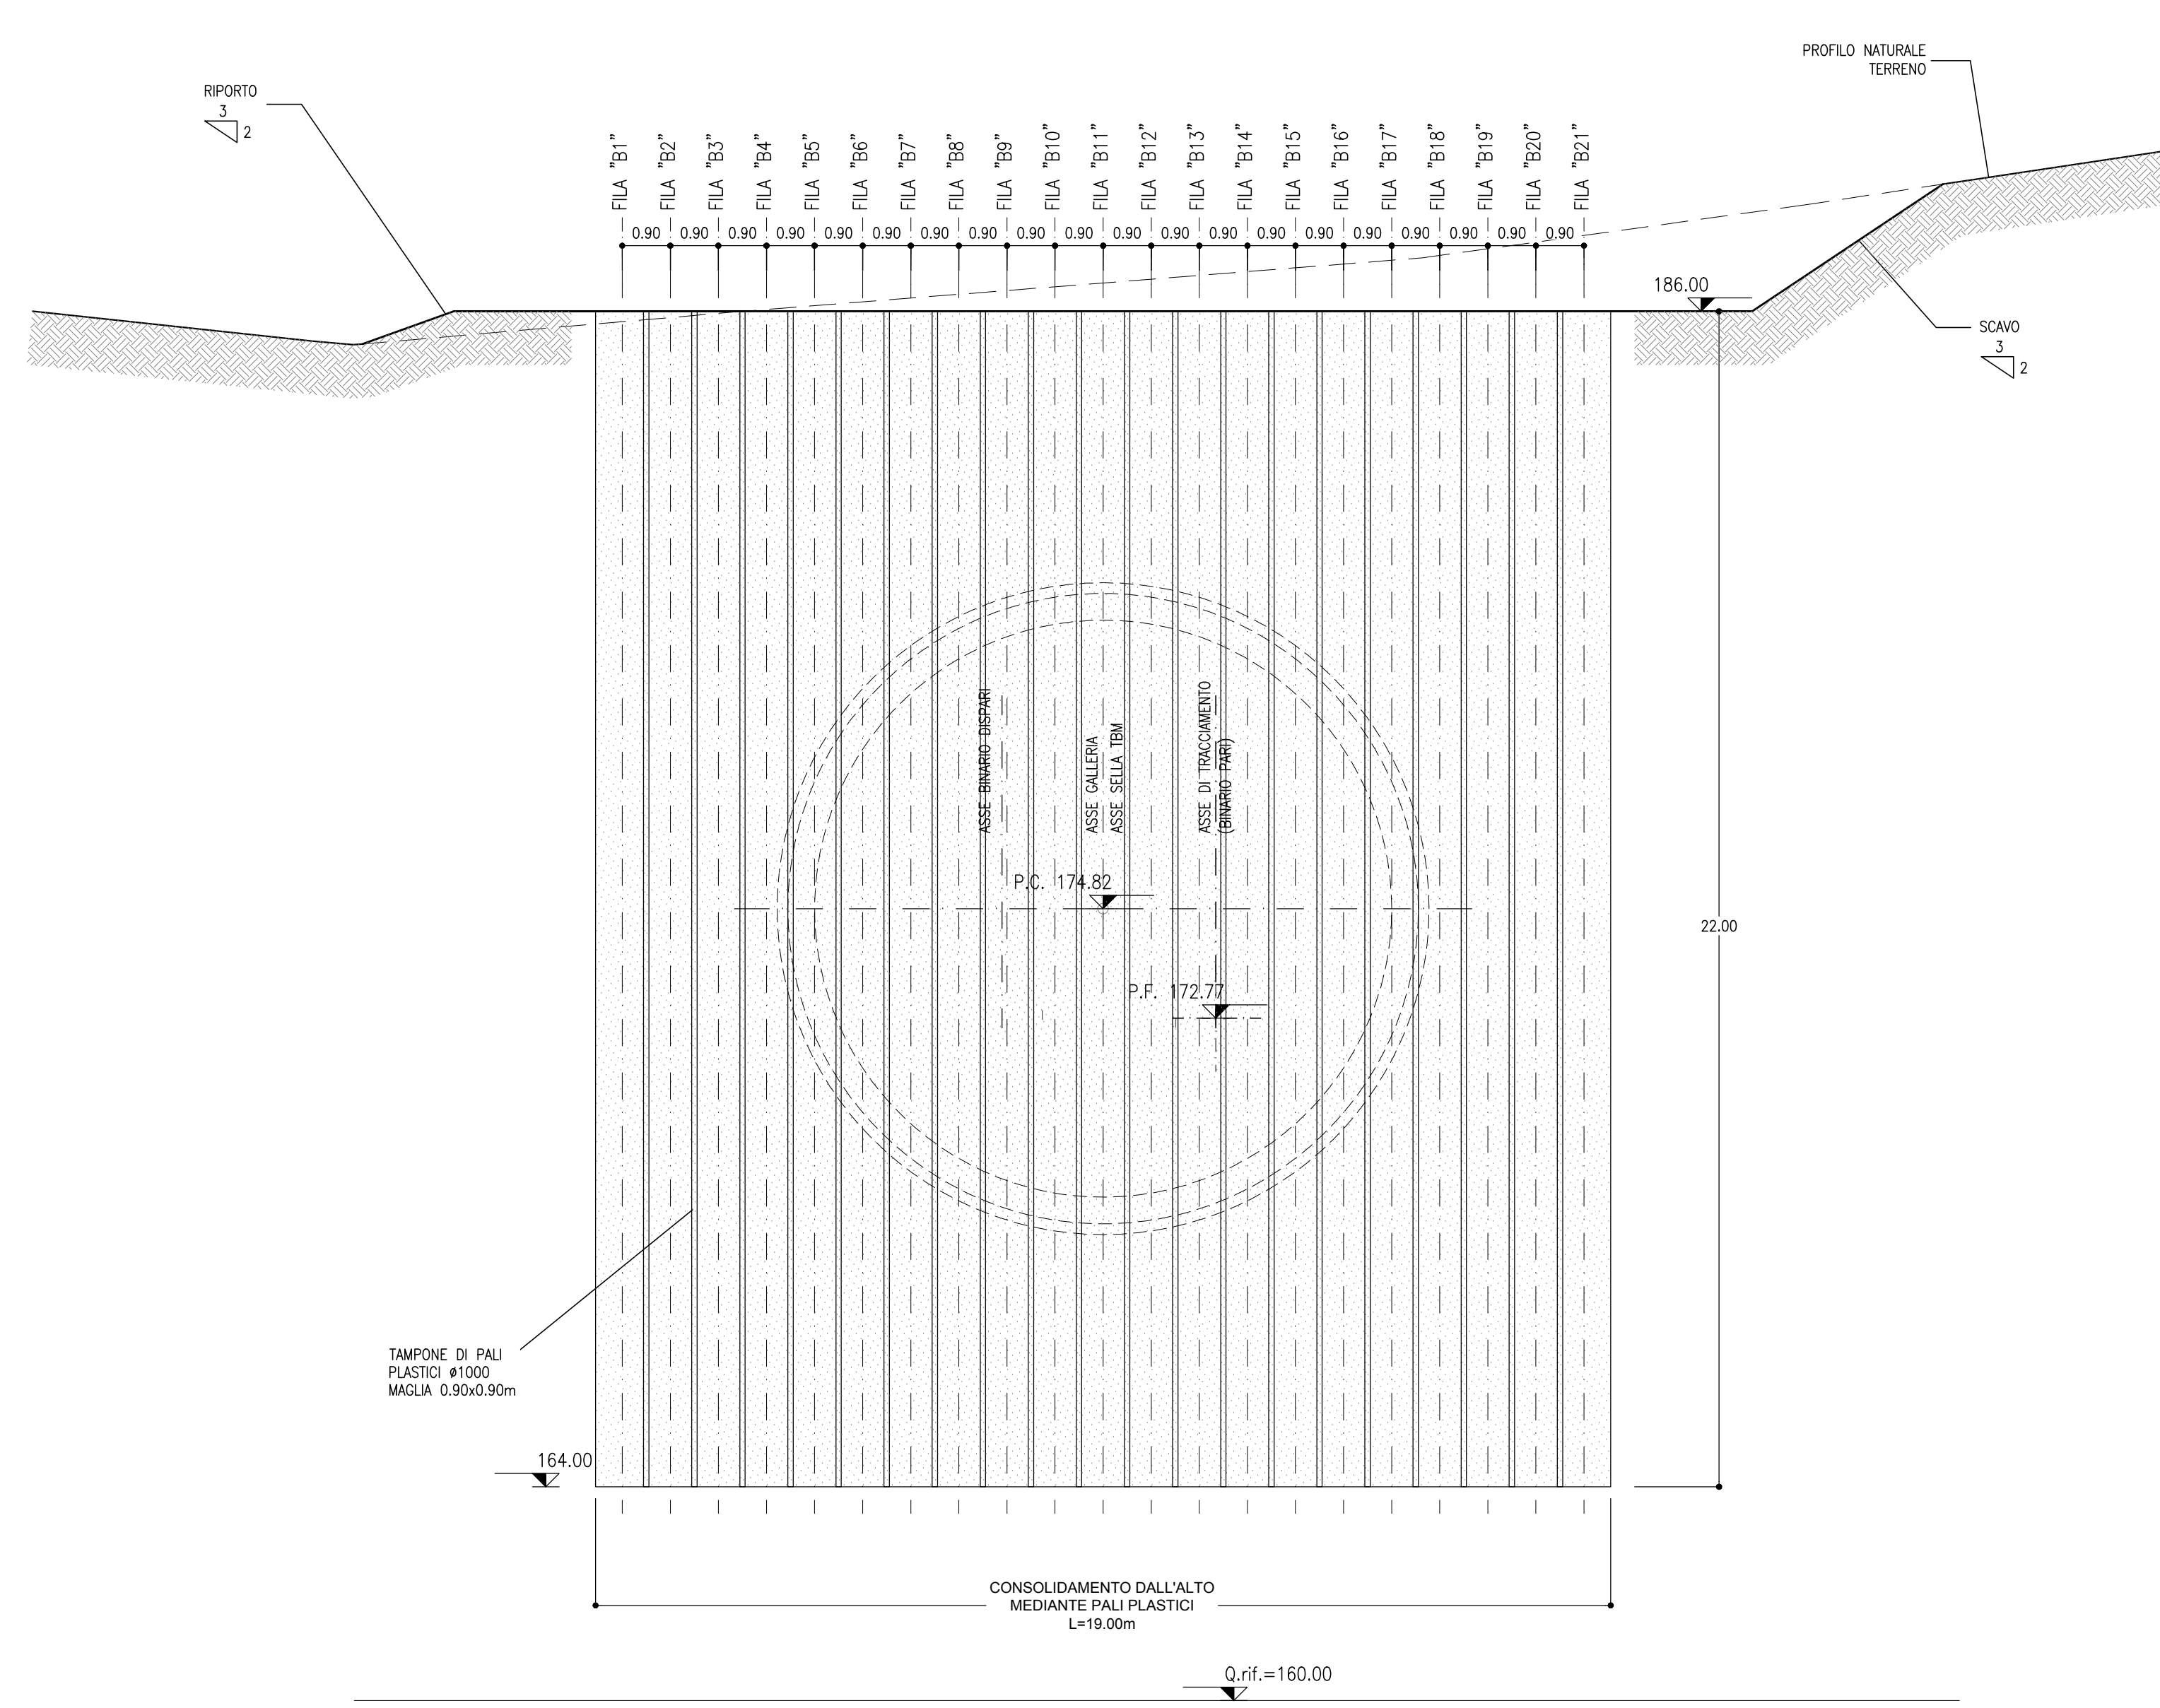 PROFILO NATURALE
TERRENO
RIPORTO
3
2
FILA "B1"
FILA "B2"
FILA "B3"
FILA "B4"
FILA "B5"
FILA "B6"
FILA "B7"
FILA "B8"
FILA "B9"
FILA "B10"
FILA "B11"
FILA "B12"
FILA "B13"
FILA "B14"
FILA "B15"
FILA "B16"
FILA "B17"
FILA "B18"
FILA "B19"
FILA "B20"
FILA "B21"
0.90 0.90 0.90 0.90 0.90 0.90 0.90 0.90 0.90 0.90 0.90 0.90 0.90 0.90 0.90 0.90 0.90 0.90 0.90 0.90
186.00
SCAVO
3
2
ASSE BINARIO DISPARI
ASSE GALLERIA
ASSE SELLA TBM
ASSE DI TRACCIAMENTO
(BINARIO PARI)
P.C. 174.82
22.00
P.F. 172.77
TAMPONE DI PALI
PLASTICI ø1000
MAGLIA 0.90x0.90m
164.00
CONSOLIDAMENTO DALL'ALTO
MEDIANTE PALI PLASTICI
L=19.00m
Q.rif.=160.00